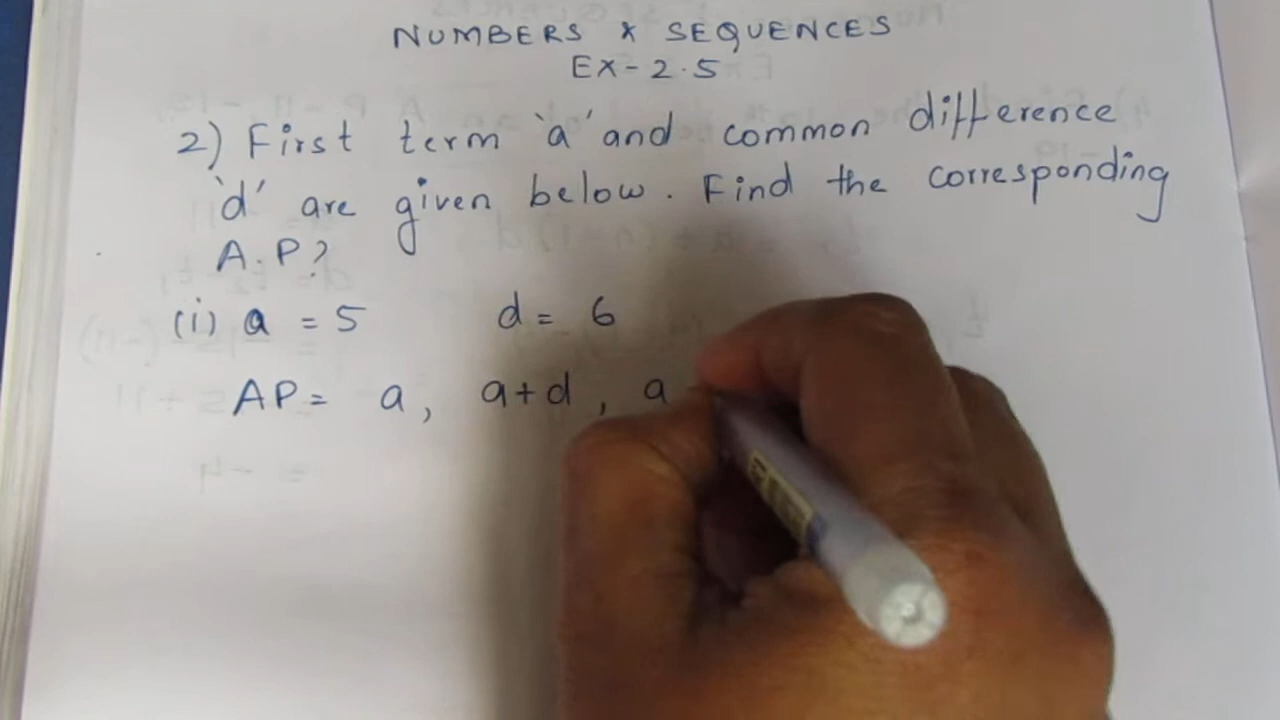 NUMBERS & SEQUENCES
EX-2.5
2) First term 'a' and common difference
'd' are given below. Find the corresponding
A.P?
(i) a = 5 d = 6
AP = a, a+d, a